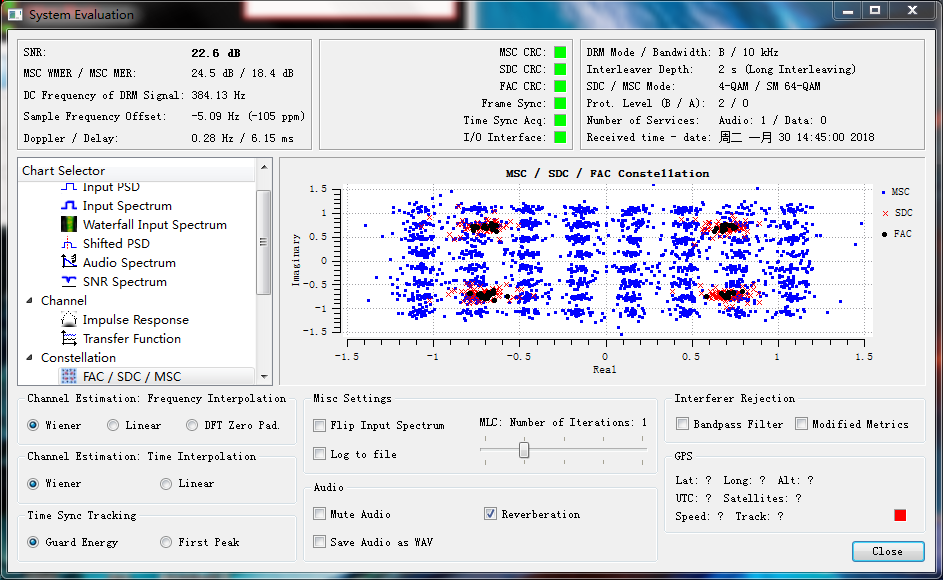 System Evaluation
SNR: 22.6 dB
MSC WMER / MSC MER: 24.5 dB / 18.4 dB
DC Frequency of DRM Signal: 384.13 Hz
Sample Frequency Offset: -5.09 Hz (-105 ppm)
Doppler / Delay: 0.28 Hz / 6.15 ms
MSC CRC:
SDC CRC:
FAC CRC:
Frame Sync:
Time Sync Acq:
I/O Interface:
DRM Mode / Bandwidth: B / 10 kHz
Interleaver Depth: 2 s (Long Interleaving)
SDC / MSC Mode: 4-QAM / SM 64-QAM
Prot. Level (B / A): 2 / 0
Number of Services: Audio: 1 / Data: 0
Received time - date: 周二 一月 30 14:45:00 2018
Chart Selector
Input PSD
Input Spectrum
Waterfall Input Spectrum
Shifted PSD
Audio Spectrum
SNR Spectrum
Channel
Impulse Response
Transfer Function
Constellation
FAC / SDC / MSC
MSC / SDC / FAC Constellation
Imaginary
1.5
1
0.5
0
-0.5
-1
-1.5
-1.5 -1 -0.5 0 0.5 1 1.5
Real
MSC
SDC
FAC
Channel Estimation: Frequency Interpolation
Wiener Linear DFT Zero Pad.
Channel Estimation: Time Interpolation
Wiener Linear
Time Sync Tracking
Guard Energy First Peak
Misc Settings
Flip Input Spectrum
MLC: Number of Iterations: 1
Log to file
Audio
Mute Audio Reverberation
Save Audio as WAV
Interferer Rejection
Bandpass Filter Modified Metrics
GPS
Lat: ? Long: ? Alt: ?
UTC: ? Satellites: ?
Speed: ? Track: ?
Close